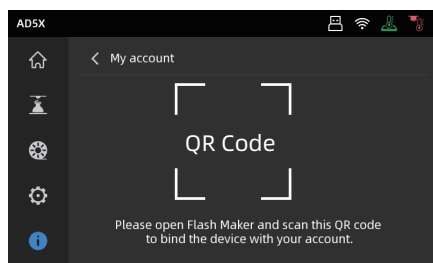 AD5X
My account
QR Code
Please open Flash Maker and scan this QR code
to bind the device with your account.